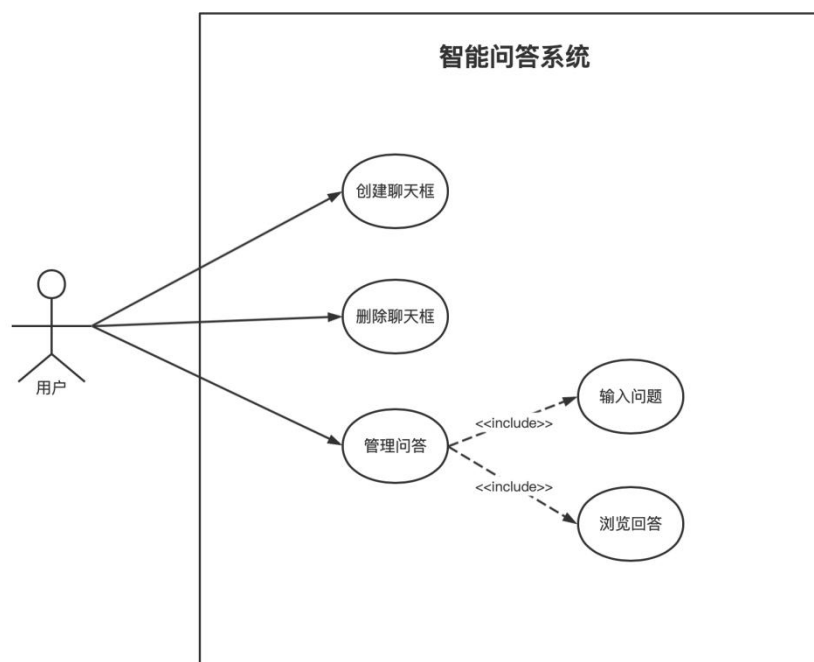 智能问答系统
创建聊天框
删除聊天框
用户
管理问答
<<include>>
输入问题
<<include>>
浏览回答